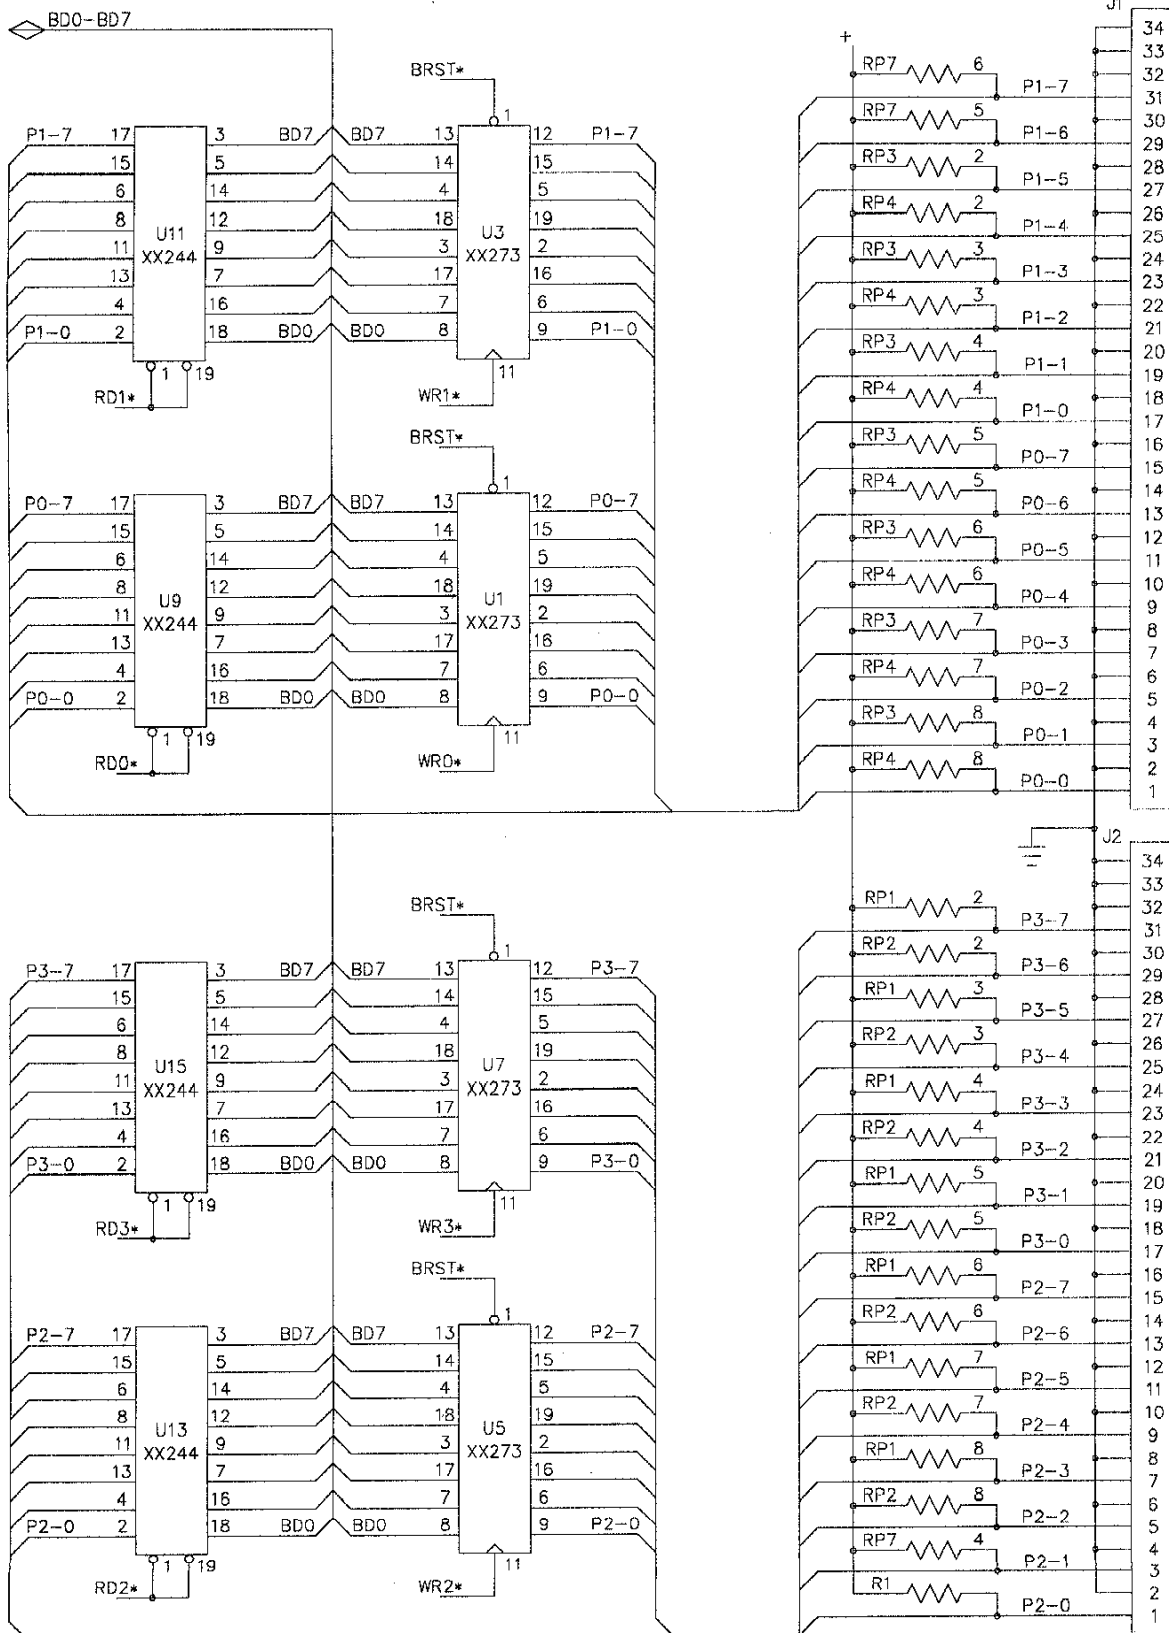 BD0-BD7
BRST*
1
P1-7 17 3 BD7 BD7 13 12 P1-7
15 5 14 15
6 14 4 5
8 12 18 19
U11 XX244
U3 XX273
11 9 3 2
13 7 17 16
4 16 7 6
P1-0 2 18 BD0 BD0 8 9 P1-0
1 19 11
RD1* WR1*
BRST*
1
P0-7 17 3 BD7 BD7 13 12 P0-7
15 5 14 15
6 14 4 5
8 12 18 19
U9 XX244
U1 XX273
11 9 3 2
13 7 17 16
4 16 7 6
P0-0 2 18 BD0 BD0 8 9 P0-0
1 19 11
RD0* WR0*
BRST*
1
P3-7 17 3 BD7 BD7 13 12 P3-7
15 5 14 15
6 14 4 5
8 12 18 19
U15 XX244
U7 XX273
11 9 3 2
13 7 17 16
4 16 7 6
P3-0 2 18 BD0 BD0 8 9 P3-0
1 19 11
RD3* WR3*
BRST*
1
P2-7 17 3 BD7 BD7 13 12 P2-7
15 5 14 15
6 14 4 5
8 12 18 19
U13 XX244
U5 XX273
11 9 3 2
13 7 17 16
4 16 7 6
P2-0 2 18 BD0 BD0 8 9 P2-0
1 19 11
RD2* WR2*
J1
+
34
33
RP7 6 32
P1-7 31
RP7 5 30
P1-6 29
RP3 2 28
P1-5 27
RP4 2 26
P1-4 25
RP3 3 24
P1-3 23
RP4 3 22
P1-2 21
RP3 4 20
P1-1 19
RP4 4 18
P1-0 17
RP3 5 16
P0-7 15
RP4 5 14
P0-6 13
RP3 6 12
P0-5 11
RP4 6 10
P0-4 9
RP3 7 8
P0-3 7
RP4 7 6
P0-2 5
RP3 8 4
P0-1 3
RP4 8 2
P0-0 1
J2
34
33
RP1 2 32
P3-7 31
RP2 2 30
P3-6 29
RP1 3 28
P3-5 27
RP2 3 26
P3-4 25
RP1 4 24
P3-3 23
RP2 4 22
P3-2 21
RP1 5 20
P3-1 19
RP2 5 18
P3-0 17
RP1 6 16
P2-7 15
RP2 6 14
P2-6 13
RP1 7 12
P2-5 11
RP2 7 10
P2-4 9
RP1 8 8
P2-3 7
RP2 8 6
P2-2 5
RP7 4 4
P2-1 3
R1 2
P2-0 1